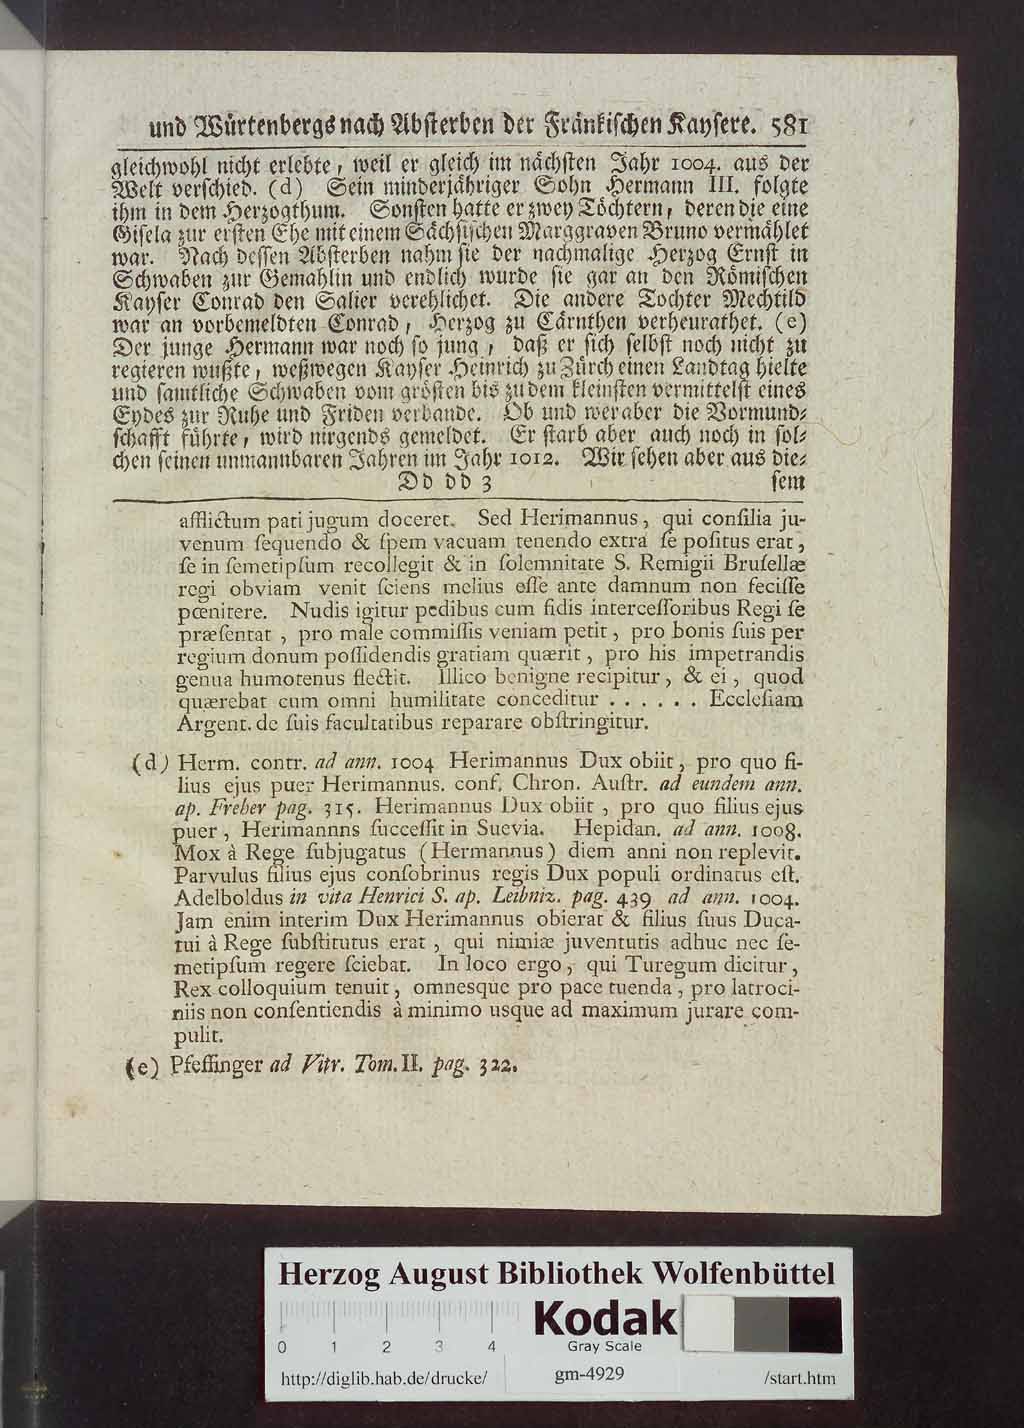 und Würtenbergs nach Absterben der Fränkischen Kaysere. 581
gleichwohl nicht erlebte, weil er gleich im nächsten Jahr 1004. aus der
Welt verschied. (d) Sein minderjähriger Sohn Hermann III. folgte
ihm in dem Herzogthum. Sonsten hatte er zwey Töchtern, deren die eine
Gisela zur ersten Ehe mit einem Sächsischen Marggraven Bruno vermählet
war. Nach dessen Absterben nahm sie der nachmalige Herzog Ernst in
Schwaben zur Gemahlin und endlich wurde sie gar an den Römischen
Kayser Conrad den Salier verehlichet. Die andere Tochter Mechtild
war an vorbemeldten Conrad, Herzog zu Cärnthen verheurathet. (e)
Der junge Hermann war noch so jung, daß er sich selbst noch nicht zu
regieren wußte, weßwegen Kayser Heinrich zu Zürch einen Landtag hielte
und samtliche Schwaben vom grösten bis zu dem kleinsten vermittelst eines
Eydes zur Ruhe und Friden verbande. Ob und wer aber die Vormund-
schafft führte, wird nirgends gemeldet. Er starb aber auch noch in sol-
chen seinen unmannbaren Jahren im Jahr 1012. Wir sehen aber aus die-
Dd dd 3 sem
afflictum pati jugum doceret. Sed Herimannus, qui consilia ju-
venum sequendo & spem vacuam tenendo extra se positus erat,
se in semetipsum recollegit & in solemnitate S. Remigii Brusellæ
regi obviam venit sciens melius esse ante damnum non fecisse
pœnitere. Nudis igitur pedibus cum fidis intercessoribus Regi se
præsentat, pro male commissis veniam petit, pro bonis suis per
regium donum possidendis gratiam quærit, pro his impetrandis
genua humotenus flectit. Illico benigne recipitur, & ei, quod
quærebat cum omni humilitate conceditur . . . . . . Ecclesiam
Argent. de suis facultatibus reparare obstringitur.
(d) Herm. contr. ad ann. 1004 Herimannus Dux obiit, pro quo fi-
lius ejus puer Herimannus. conf. Chron. Austr. ad eundem ann.
ap. Freher pag. 315. Herimannus Dux obiit, pro quo filius ejus
puer, Herimannns successit in Suevia. Hepidan. ad ann. 1008.
Mox à Rege subjugatus (Hermannus) diem anni non replevit.
Parvulus filius ejus consobrinus regis Dux populi ordinatus est.
Adelboldus in vita Henrici S. ap. Leibniz. pag. 439 ad ann. 1004.
Jam enim interim Dux Herimannus obierat & filius suus Duca-
tui à Rege substitutus erat, qui nimiæ juventutis adhuc nec se-
metipsum regere sciebat. In loco ergo, qui Turegum dicitur,
Rex colloquium tenuit, omnesque pro pace tuenda, pro latroci-
niis non consentiendis à minimo usque ad maximum jurare com-
pulit.
(e) Pfeffinger ad Vitr. Tom. II. pag. 322.
Herzog August Bibliothek Wolfenbüttel
Kodak
0 1 2 3 4 Gray Scale
http://diglib.hab.de/drucke/ gm-4929 /start.htm